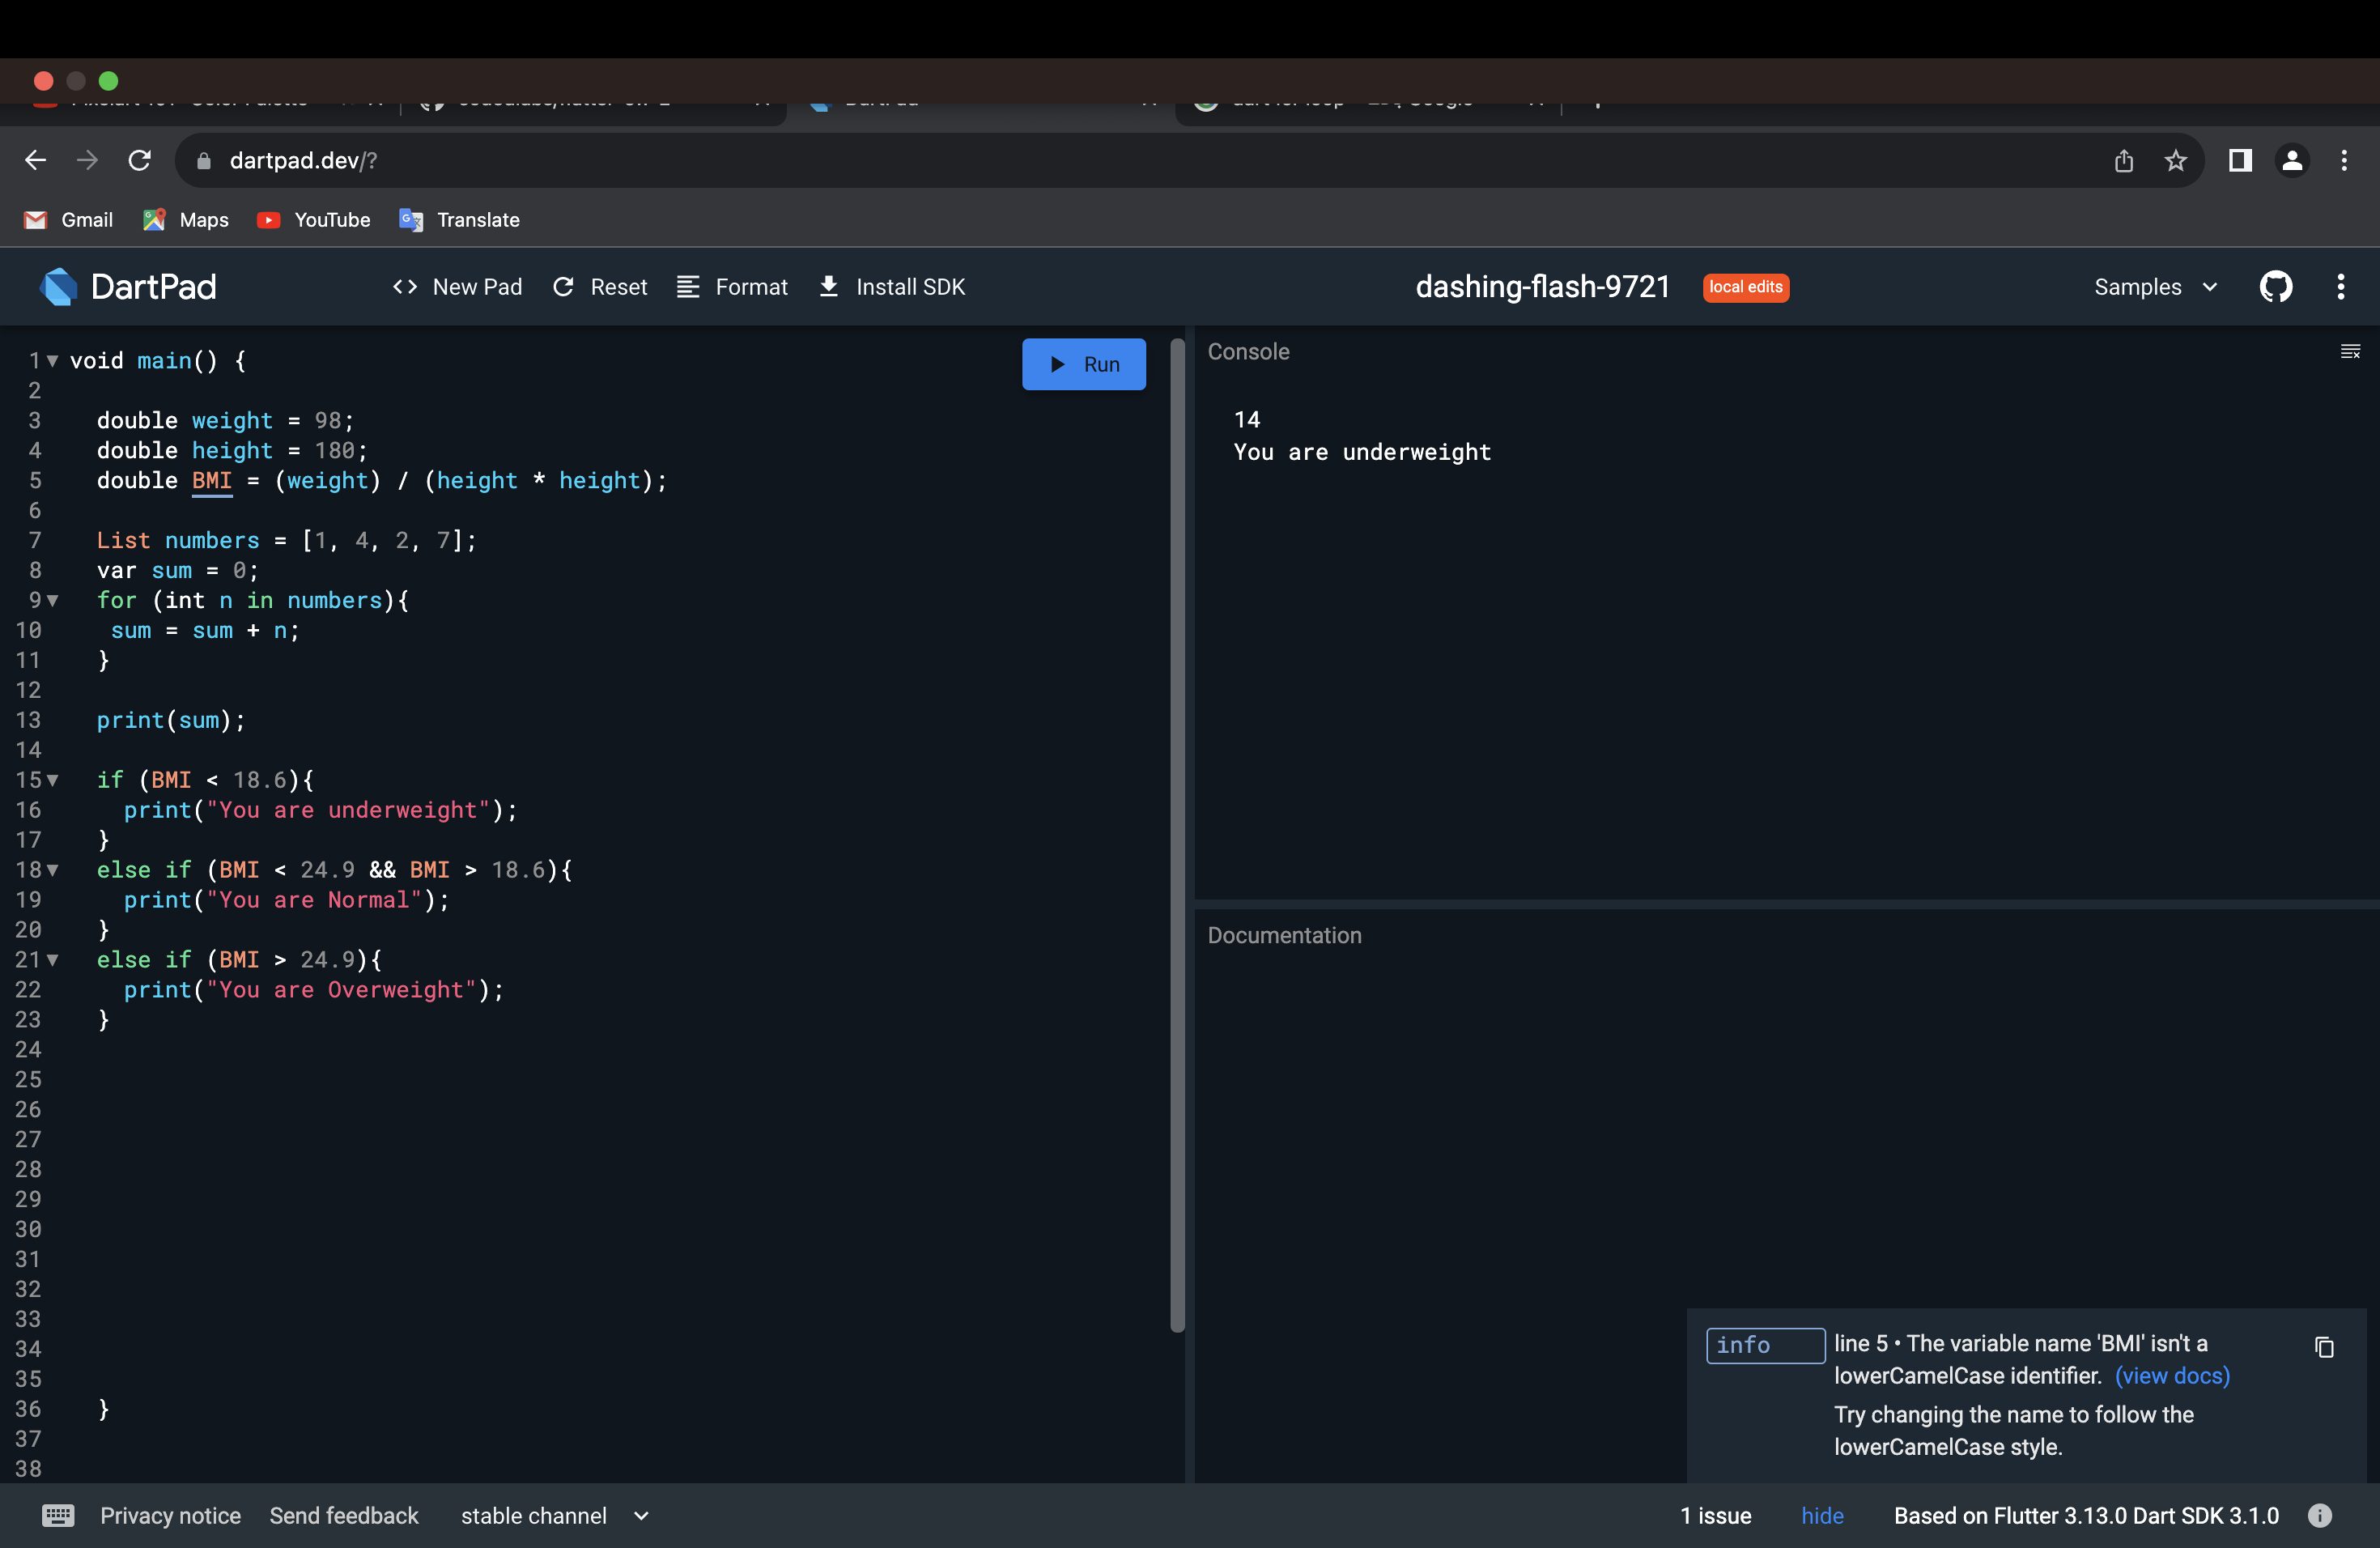 dartpad.dev/?
Gmail Maps YouTube Translate
DartPad New Pad Reset Format Install SDK dashing-flash-9721 local edits Samples
1 void main() {
2
3 double weight = 98;
4 double height = 180;
5 double BMI = (weight) / (height * height);
6
7 List numbers = [1, 4, 2, 7];
8 var sum = 0;
9 for (int n in numbers){
10 sum = sum + n;
11 }
12
13 print(sum);
14
15 if (BMI < 18.6){
16 print("You are underweight");
17 }
18 else if (BMI < 24.9 && BMI > 18.6){
19 print("You are Normal");
20 }
21 else if (BMI > 24.9){
22 print("You are Overweight");
23 }
24
25
26
27
28
29
30
31
32
33
34
35
36 }
37
38
Run
Console
14
You are underweight
Documentation
info line 5 • The variable name 'BMI' isn't a
lowerCamelCase identifier. (view docs)
Try changing the name to follow the
lowerCamelCase style.
Privacy notice Send feedback stable channel 1 issue hide Based on Flutter 3.13.0 Dart SDK 3.1.0